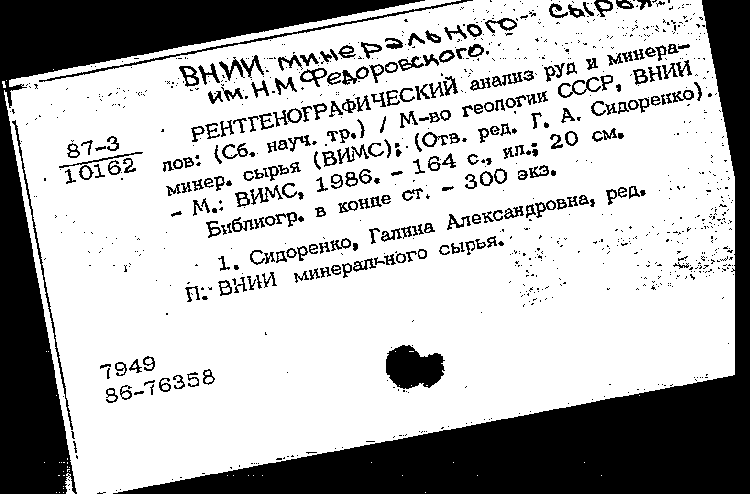 ВНИИ минерального сырья
им. Н.М. Федоровского.
87-3
10162
РЕНТГЕНОГРАФИЧЕСКИЙ анализ руд и минера-
лов: (Сб. науч. тр.) / М-во геологии СССР, ВНИИ
минер. сырья (ВИМС); (Отв. ред. Г. А. Сидоренко).
- М.: ВИМС, 1986. - 164 с., ил.; 20 см.
Библиогр. в конце ст. - 300 экз.
1. Сидоренко, Галина Александровна, ред.
П. ВНИИ минерального сырья.
7949
86-76358